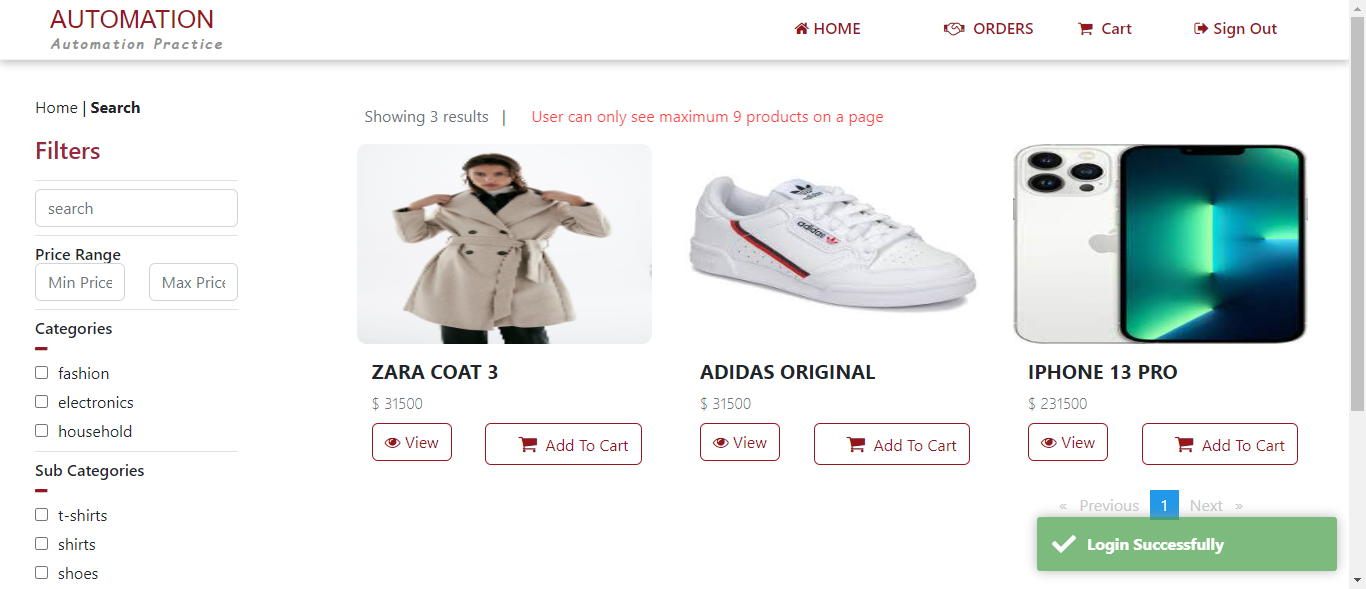 AUTOMATION
Automation Practice
HOME
ORDERS
Cart
Sign Out
Home | Search
Filters
search
Price Range
Min Price
Max Price
Categories
fashion
electronics
household
Sub Categories
t-shirts
shirts
shoes
Showing 3 results |
User can only see maximum 9 products on a page
adidas
adidas
ZARA COAT 3
$ 31500
View
Add To Cart
ADIDAS ORIGINAL
$ 31500
View
Add To Cart
IPHONE 13 PRO
$ 231500
View
Add To Cart
« Previous 1 Next »
Login Successfully